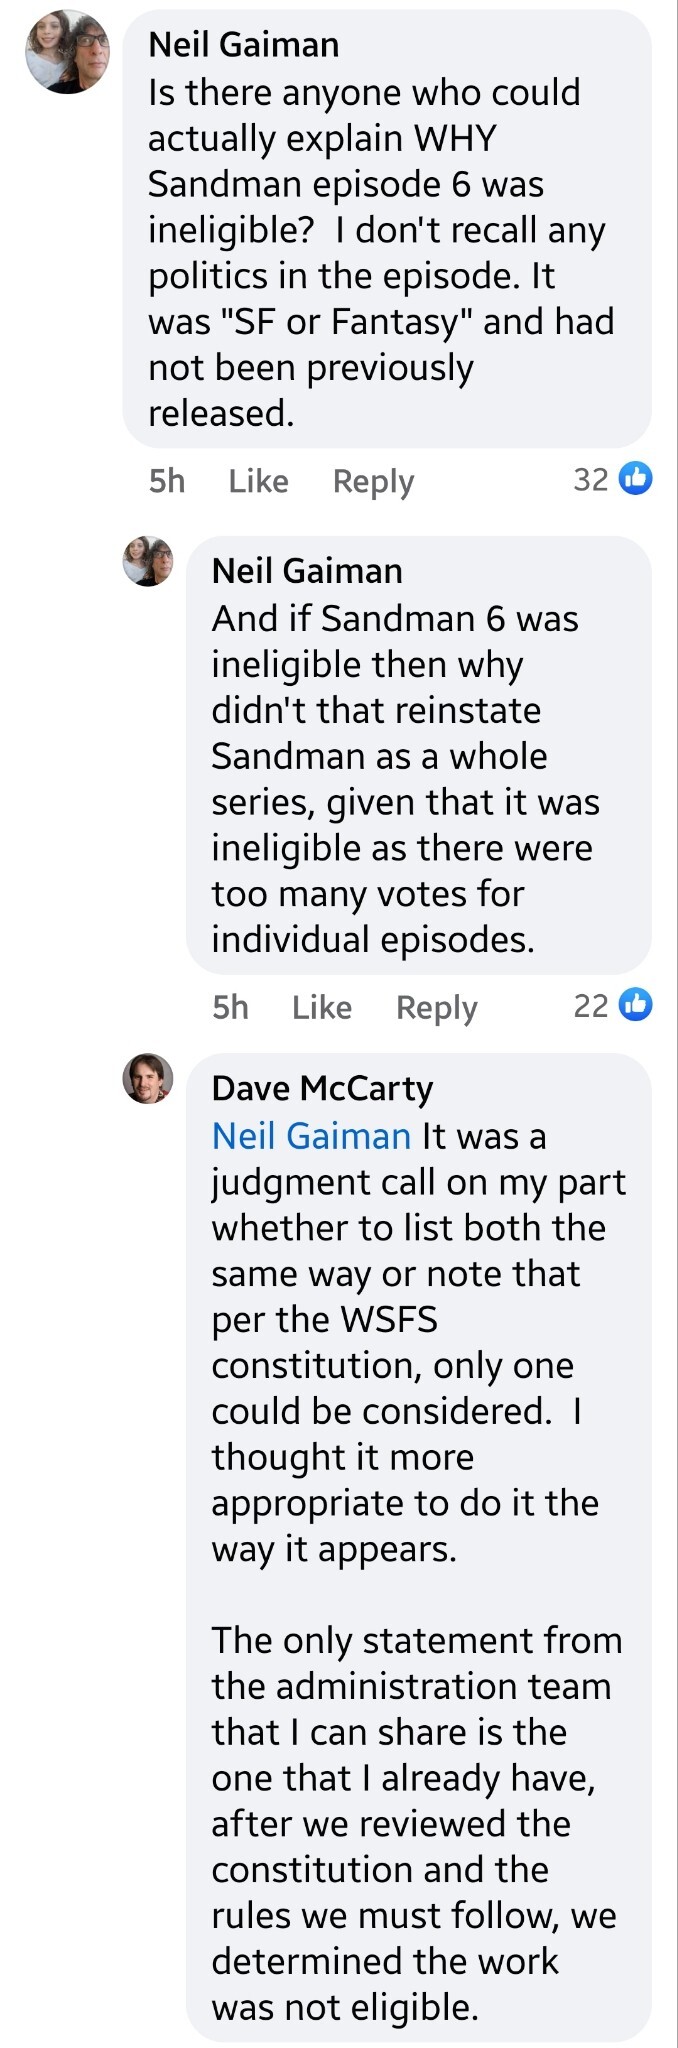 Neil Gaiman
Is there anyone who could
actually explain WHY
Sandman episode 6 was
ineligible?  I don't recall any
politics in the episode. It
was "SF or Fantasy" and had
not been previously
released.
5h Like Reply 32
Neil Gaiman
And if Sandman 6 was
ineligible then why
didn't that reinstate
Sandman as a whole
series, given that it was
ineligible as there were
too many votes for
individual episodes.
5h Like Reply 22
Dave McCarty
Neil Gaiman It was a
judgment call on my part
whether to list both the
same way or note that
per the WSFS
constitution, only one
could be considered.  I
thought it more
appropriate to do it the
way it appears.
The only statement from
the administration team
that I can share is the
one that I already have,
after we reviewed the
constitution and the
rules we must follow, we
determined the work
was not eligible.